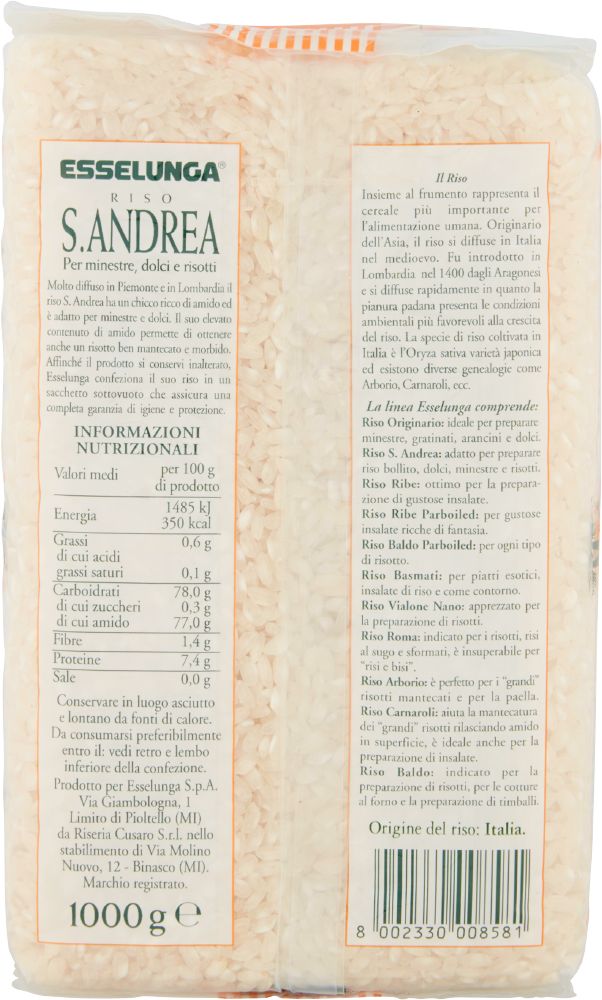 ESSELUNGA®
RISO
S.ANDREA
Per minestre, dolci e risotti
Molto diffuso in Piemonte e in Lombardia il
riso S. Andrea ha un chicco ricco di amido ed
è adatto per minestre e dolci. Il suo elevato
contenuto di amido permette di ottenere
anche un risotto ben mantecato e morbido.
Affinché il prodotto si conservi inalterato,
Esselunga confeziona il suo riso in un
sacchetto sottovuoto che assicura una
completa garanzia di igiene e protezione.
INFORMAZIONI
NUTRIZIONALI
Valori medi per 100 g
di prodotto
Energia 1485 kJ
350 kcal
Grassi 0,6 g
di cui acidi
grassi saturi 0,1 g
Carboidrati 78,0 g
di cui zuccheri 0,3 g
di cui amido 77,0 g
Fibre 1,4 g
Proteine 7,4 g
Sale 0,0 g
Conservare in luogo asciutto
e lontano da fonti di calore.
Da consumarsi preferibilmente
entro il: vedi retro e lembo
inferiore della confezione.
Prodotto per Esselunga S.p.A.
Via Giambologna, 1
Limito di Pioltello (MI)
da Riseria Cusaro S.r.l. nello
stabilimento di Via Molino
Nuovo, 12 - Binasco (MI).
Marchio registrato.
1000 g ℮
Il Riso
Insieme al frumento rappresenta il
cereale più importante per
l'alimentazione umana. Originario
dell'Asia, il riso si diffuse in Italia
nel medioevo. Fu introdotto in
Lombardia nel 1400 dagli Aragonesi
e si diffuse rapidamente in quanto la
pianura padana presenta le condizioni
ambientali più favorevoli alla crescita
del riso. La specie di riso coltivata in
Italia è l'Oryza sativa varietà japonica
ed esistono diverse genealogie come
Arborio, Carnaroli, ecc.
La linea Esselunga comprende:
Riso Originario: ideale per preparare
minestre, gratinati, arancini e dolci.
Riso S. Andrea: adatto per preparare
riso bollito, dolci, minestre e risotti.
Riso Ribe: ottimo per la prepara-
zione di gustose insalate.
Riso Ribe Parboiled: per gustose
insalate ricche di fantasia.
Riso Baldo Parboiled: per ogni tipo
di risotto.
Riso Basmati: per piatti esotici,
insalate di riso e come contorno.
Riso Vialone Nano: apprezzato per
la preparazione di risotti.
Riso Roma: indicato per i risotti, risi
al sugo e sformati, è insuperabile per
"risi e bisi".
Riso Arborio: è perfetto per i "grandi"
risotti mantecati e per la paella.
Riso Carnaroli: aiuta la mantecatura
dei "grandi" risotti rilasciando amido
in superficie, è ideale anche per la
preparazione di insalate.
Riso Baldo: indicato per la
preparazione di risotti, per le cotture
al forno e la preparazione di timballi.
Origine del riso: Italia.
8 002330 008581